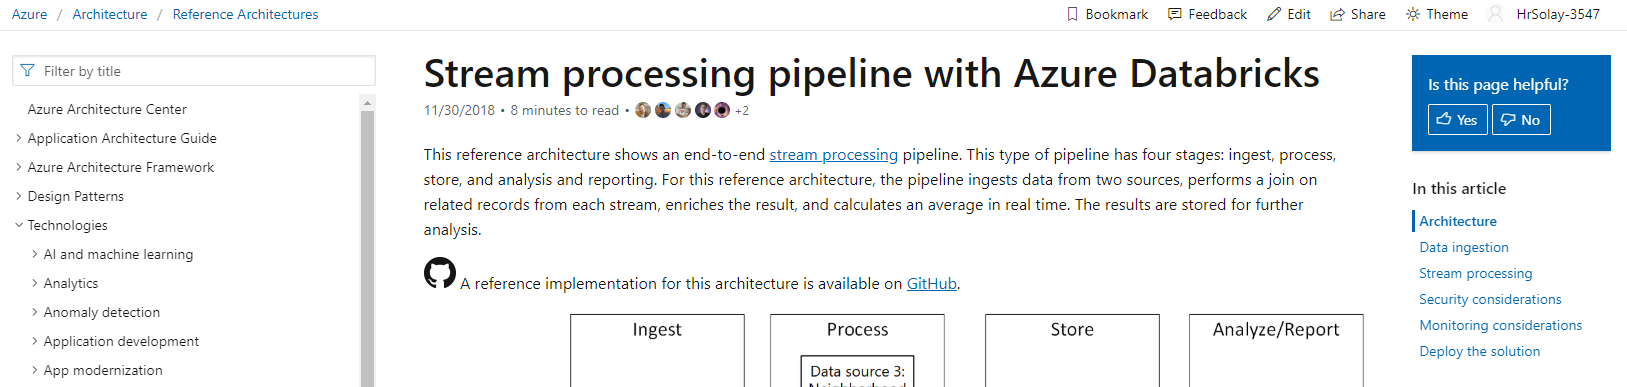 Azure / Architecture / Reference Architectures
Bookmark Feedback Edit Share Theme HrSolay-3547
Filter by title
Azure Architecture Center
Application Architecture Guide
Azure Architecture Framework
Design Patterns
Technologies
AI and machine learning
Analytics
Anomaly detection
Application development
App modernization
Stream processing pipeline with Azure Databricks
11/30/2018 • 8 minutes to read • +2
This reference architecture shows an end-to-end stream processing pipeline. This type of pipeline has four stages: ingest, process,
store, and analysis and reporting. For this reference architecture, the pipeline ingests data from two sources, performs a join on
related records from each stream, enriches the result, and calculates an average in real time. The results are stored for further
analysis.
A reference implementation for this architecture is available on GitHub.
Ingest Process Store Analyze/Report
Data source 3:
Neighborhood
Is this page helpful?
Yes No
In this article
Architecture
Data ingestion
Stream processing
Security considerations
Monitoring considerations
Deploy the solution